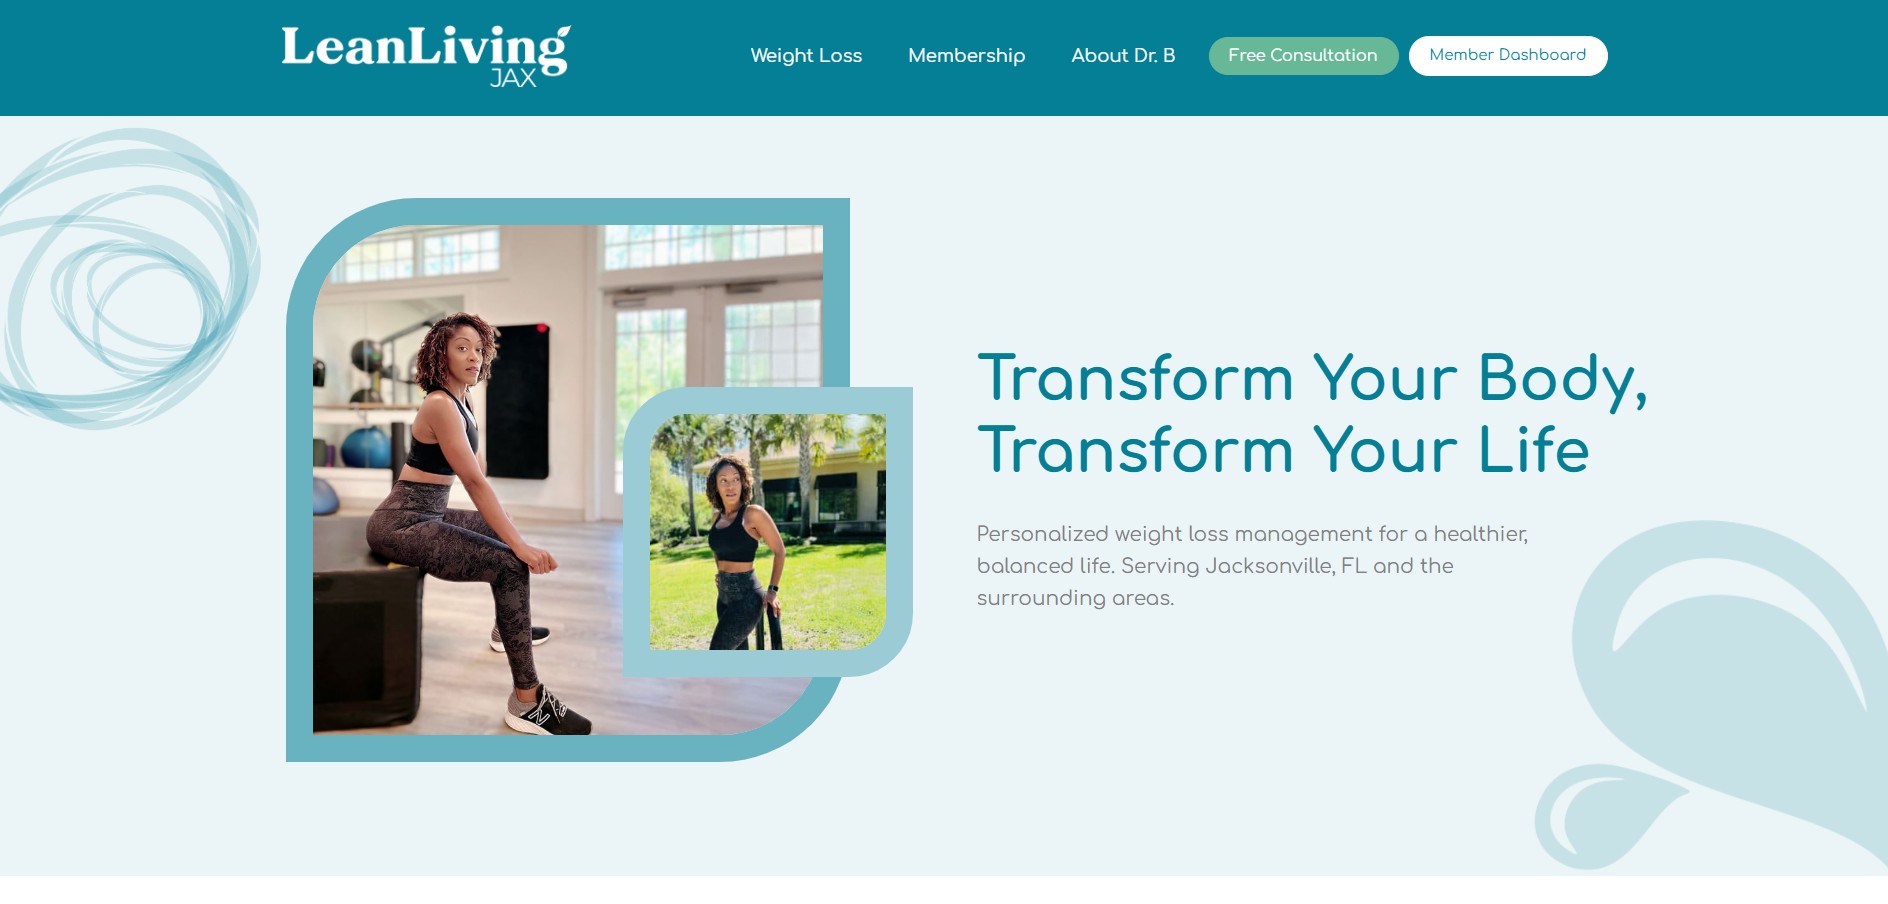 LeanLiving
JAX
Weight Loss
Membership
About Dr. B
Free Consultation
Member Dashboard
Transform Your Body,
Transform Your Life
Personalized weight loss management for a healthier,
balanced life. Serving Jacksonville, FL and the
surrounding areas.